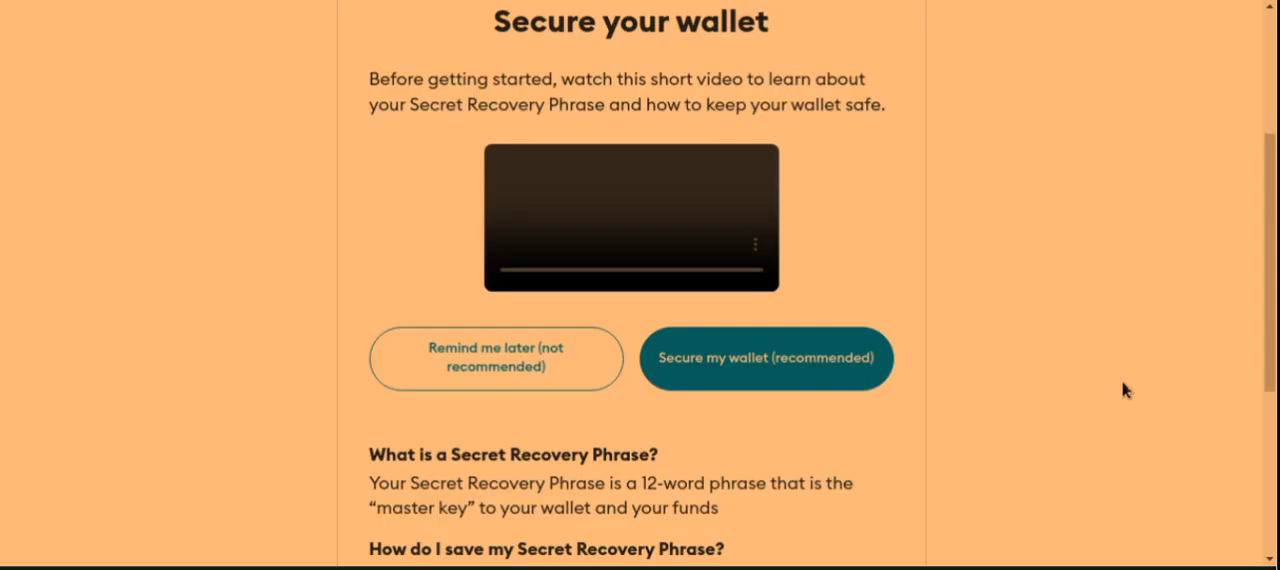 Secure your wallet
Before getting started, watch this short video to learn about
your Secret Recovery Phrase and how to keep your wallet safe.
Remind me later (not
recommended)
Secure my wallet (recommended)
What is a Secret Recovery Phrase?
Your Secret Recovery Phrase is a 12-word phrase that is the
“master key” to your wallet and your funds
How do I save my Secret Recovery Phrase?